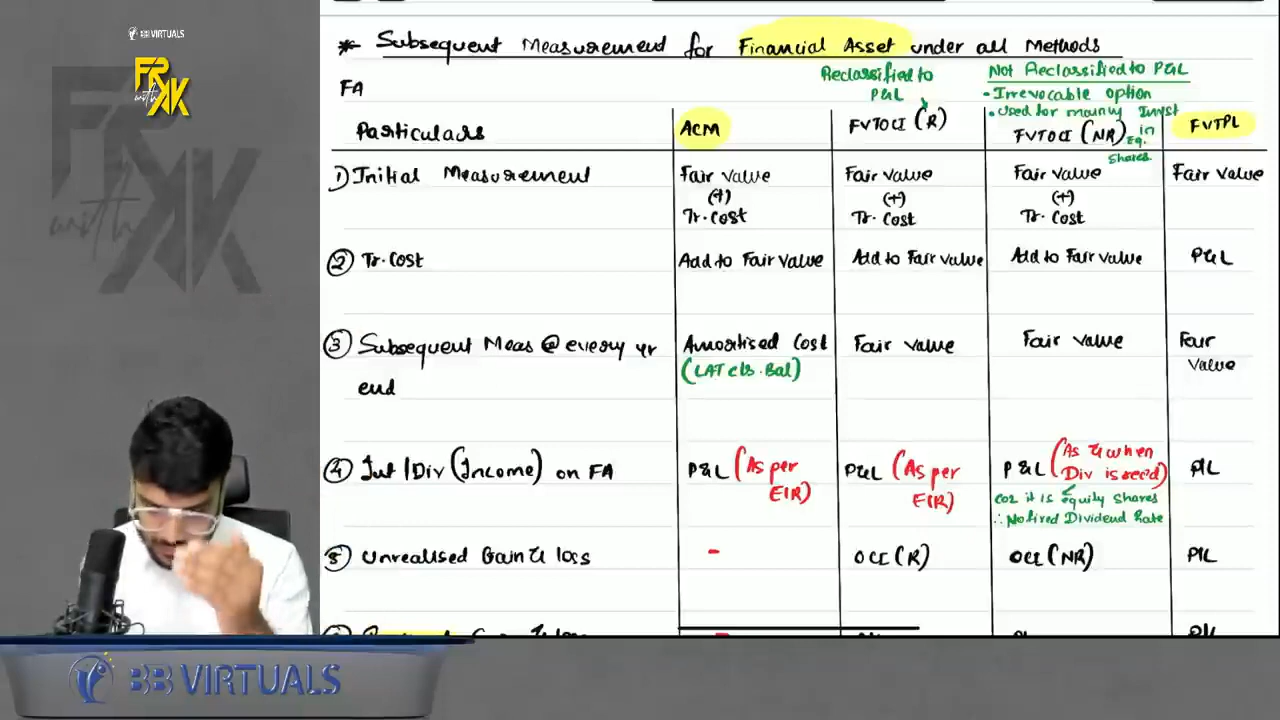 BB VIRTUALS
FR
with
AK
* Subsequent Measurement for Financial Asset under all Methods
FA
Reclassified to
P&L
Not Reclassified to P&L
• Irrevocable option
• Used for mainly Invst
in
Eq.
Shares
Particulars ACM FVTOCI (R) FVTOCI (NR) FVTPL
1) Initial Measurement Fair value Fair value Fair value Fair value
(+) (+) (+)
Tr. Cost Tr. Cost Tr. Cost
② Tr. Cost Add to Fair Value Add to Fair Value Add to Fair Value P&L
③ Subsequent Meas @ every yr Amortised Cost Fair Value Fair Value Fair
end (LAT cls. Bal) Value
④ Int / Div (Income) on FA P&L (As per P&L (As per P&L (As & when P/L
EIR) EIR) Div is recd)
coz it is equity shares
∴ No fixed Dividend Rate
⑤ Unrealised Gain & loss - OCI (R) OCI (NR) P/L
P/L
BB VIRTUALS